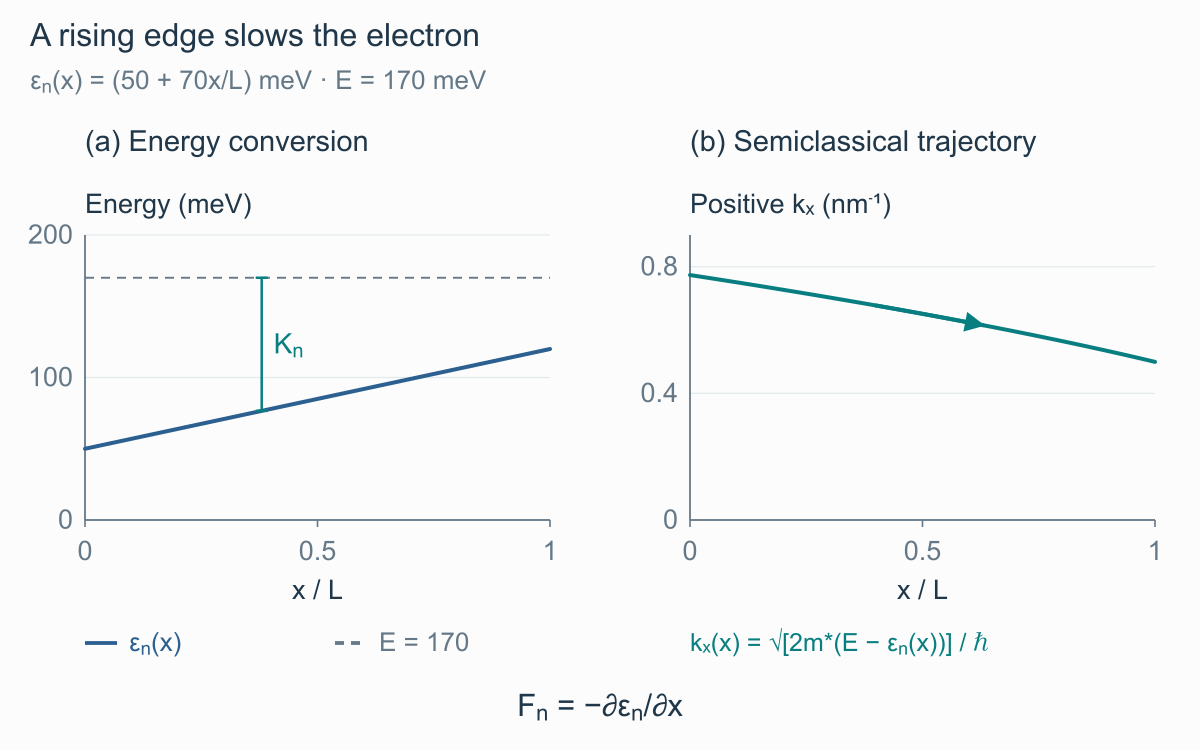 A rising edge slows the electron
εₙ(x) = (50 + 70x/L) meV · E = 170 meV
(a) Energy conversion
Energy (meV)
200
100
0
Kₙ
0
0.5
1
x / L
εₙ(x)
E = 170
(b) Semiclassical trajectory
Positive kₓ (nm⁻¹)
0.8
0.4
0
0
0.5
1
x / L
kₓ(x) = √[2m*(E − εₙ(x))] / ℏ
Fₙ = −∂εₙ/∂x